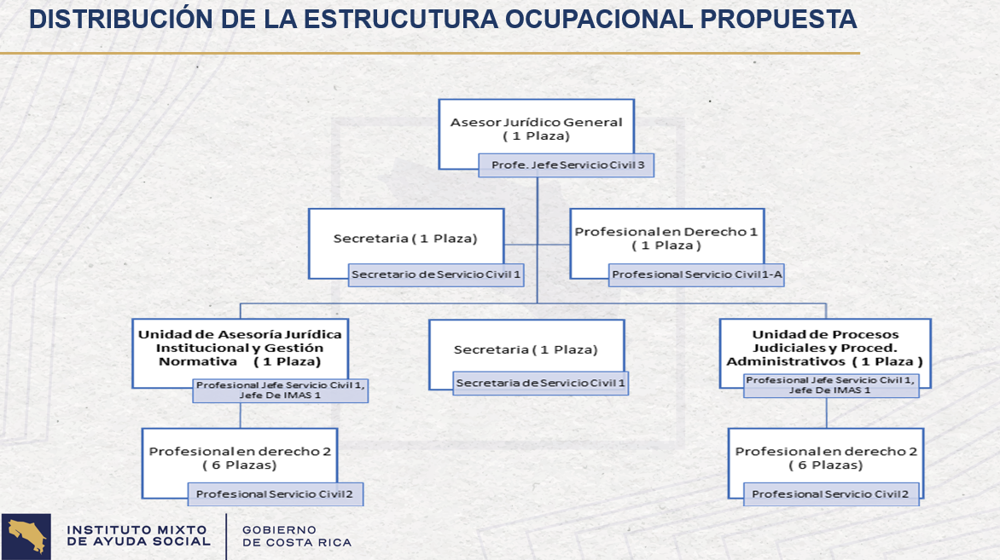 DISTRIBUCIÓN DE LA ESTRUCUTURA OCUPACIONAL PROPUESTA
Asesor Jurídico General
( 1 Plaza)
Profe. Jefe Servicio Civil 3
Secretaria ( 1 Plaza)
Secretario de Servicio Civil 1
Profesional en Derecho 1
( 1 Plaza )
Profesional Servicio Civil 1-A
Unidad de Asesoría Jurídica
Institucional y Gestión
Normativa ( 1 Plaza)
Profesional Jefe Servicio Civil 1,
Jefe De IMAS 1
Secretaria ( 1 Plaza)
Secretaria de Servicio Civil 1
Unidad de Procesos
Judiciales y Proced.
Administrativos ( 1 Plaza )
Profesional Jefe Servicio Civil 1,
Jefe De IMAS 1
Profesional en derecho 2
( 6 Plazas)
Profesional Servicio Civil 2
Profesional en derecho 2
( 6 Plazas)
Profesional Servicio Civil 2
INSTITUTO MIXTO
DE AYUDA SOCIAL
GOBIERNO
DE COSTA RICA